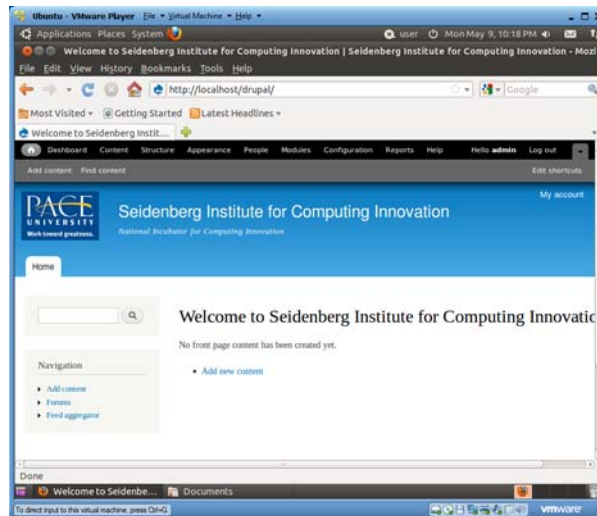 Ubuntu - VMware Player File Virtual Machine Help
Applications Places System user Mon May 9, 10:18 PM
Welcome to Seidenberg Institute for Computing Innovation | Seidenberg Institute for Computing Innovation - Mozi
File Edit View History Bookmarks Tools Help
http://localhost/drupal/ Google
Most Visited Getting Started Latest Headlines
Welcome to Seidenberg Instit...
Dashboard Content Structure Appearance People Modules Configuration Reports Help Hello admin Log out
Add content Find content Edit shortcuts
My account
PACE
UNIVERSITY
Work toward greatness.
Seidenberg Institute for Computing Innovation
National Incubator for Computing Innovation
Home
Welcome to Seidenberg Institute for Computing Innovatio
No front page content has been created yet.
Add new content
Navigation
Add content
Forums
Feed aggregator
Done
Welcome to Seidenbe... Documents
To direct input to this virtual machine, press Ctrl+G. vmware